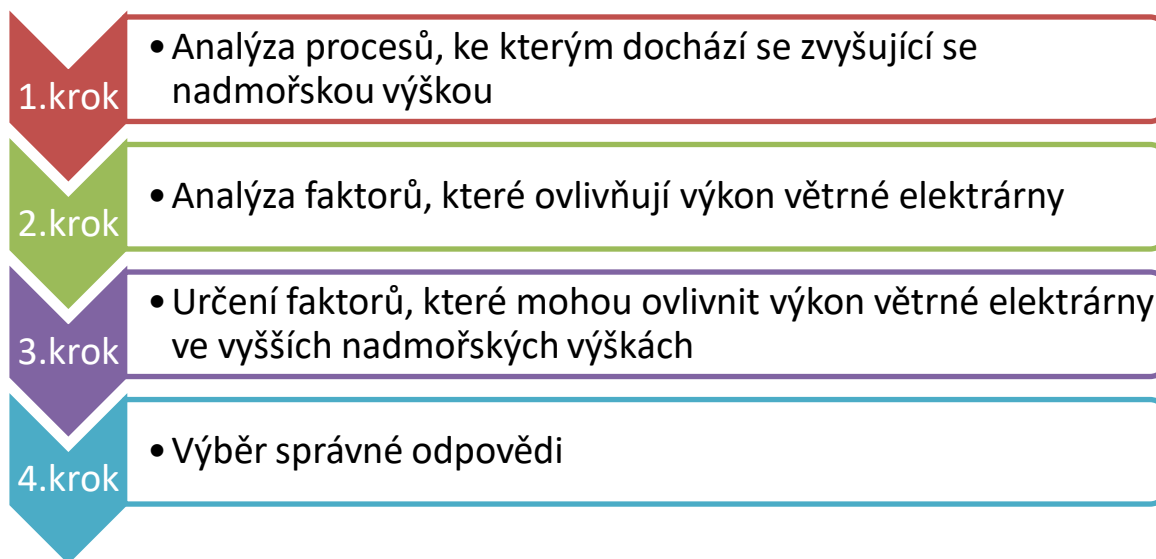 1.krok
• Analýza procesů, ke kterým dochází se zvyšující se
nadmořskou výškou
2.krok
• Analýza faktorů, které ovlivňují výkon větrné elektrárny
3.krok
• Určení faktorů, které mohou ovlivnit výkon větrné elektrárny
ve vyšších nadmořských výškách
4.krok
• Výběr správné odpovědi